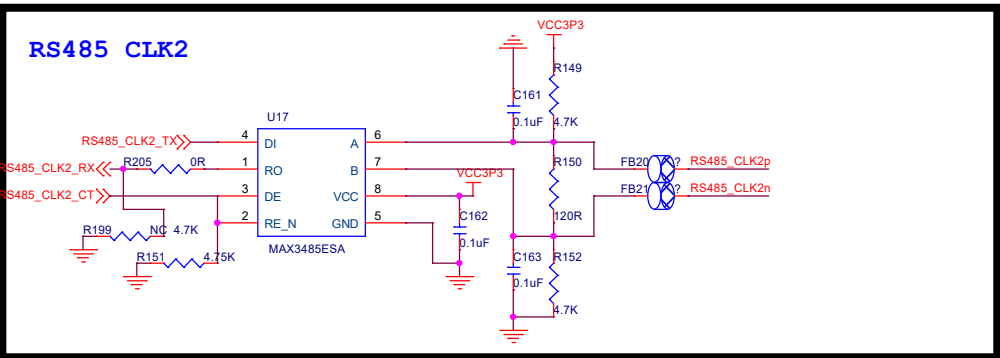 VCC3P3
RS485 CLK2
R149
C161
0.1uF
4.7K
U17
RS485_CLK2_TX
4
DI
A
6
RS485_CLK2_RX
R205
0R
1
RO
B
7
R150
FB20
?
RS485_CLK2p
VCC3P3
RS485_CLK2_CT
3
DE
VCC
8
FB21
?
RS485_CLK2n
C162
120R
2
RE_N
GND
5
R199
NC
4.7K
0.1uF
MAX3485ESA
R151
4.75K
C163
R152
0.1uF
4.7K